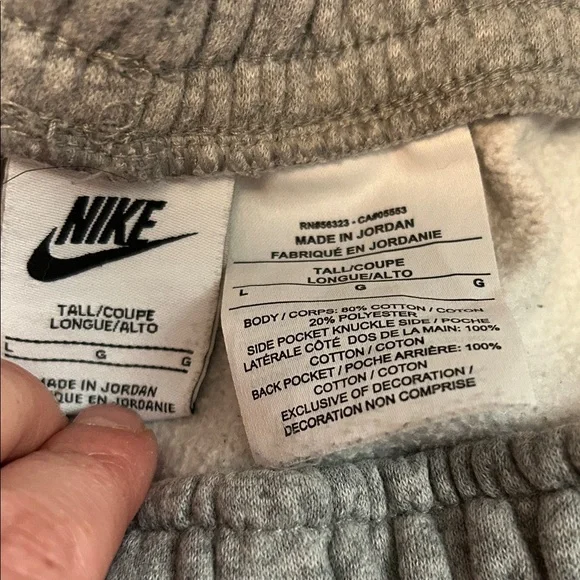 NIKE
TALL/COUPE
LONGUE/ALTO
L G G
MADE IN JORDAN
QUE EN JORDANIE
RN#56323 - CA#05553
MADE IN JORDAN
FABRIQUÉ EN JORDANIE
TALL/COUPE
LONGUE/ALTO
L G G
BODY / CORPS: 80% COTTON / COTON
20% POLYESTER
SIDE POCKET KNUCKLE SIDE / POCHE
LATÉRALE CÔTÉ DOS DE LA MAIN: 100%
COTTON / COTON
BACK POCKET / POCHE ARRIÈRE: 100%
COTTON / COTON
EXCLUSIVE OF DECORATION /
DECORATION NON COMPRISE